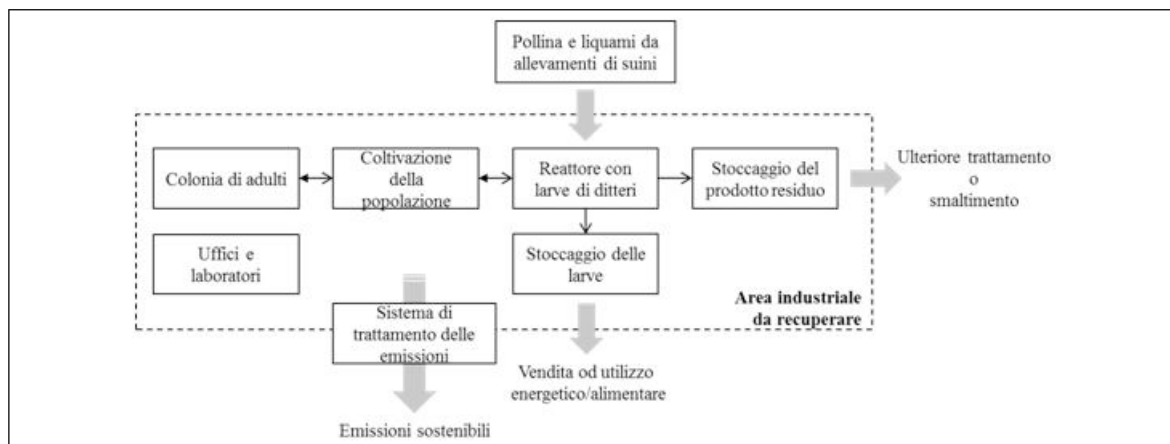 Pollina e liquami da
allevamenti di suini
Colonia di adulti
Coltivazione
della
popolazione
Reattore con
larve di ditteri
Stoccaggio del
prodotto residuo
Ulteriore trattamento
o
smaltimento
Uffici e
laboratori
Stoccaggio delle
larve
Area industriale
da recuperare
Sistema di
trattamento delle
emissioni
Vendita od utilizzo
energetico/alimentare
Emissioni sostenibili